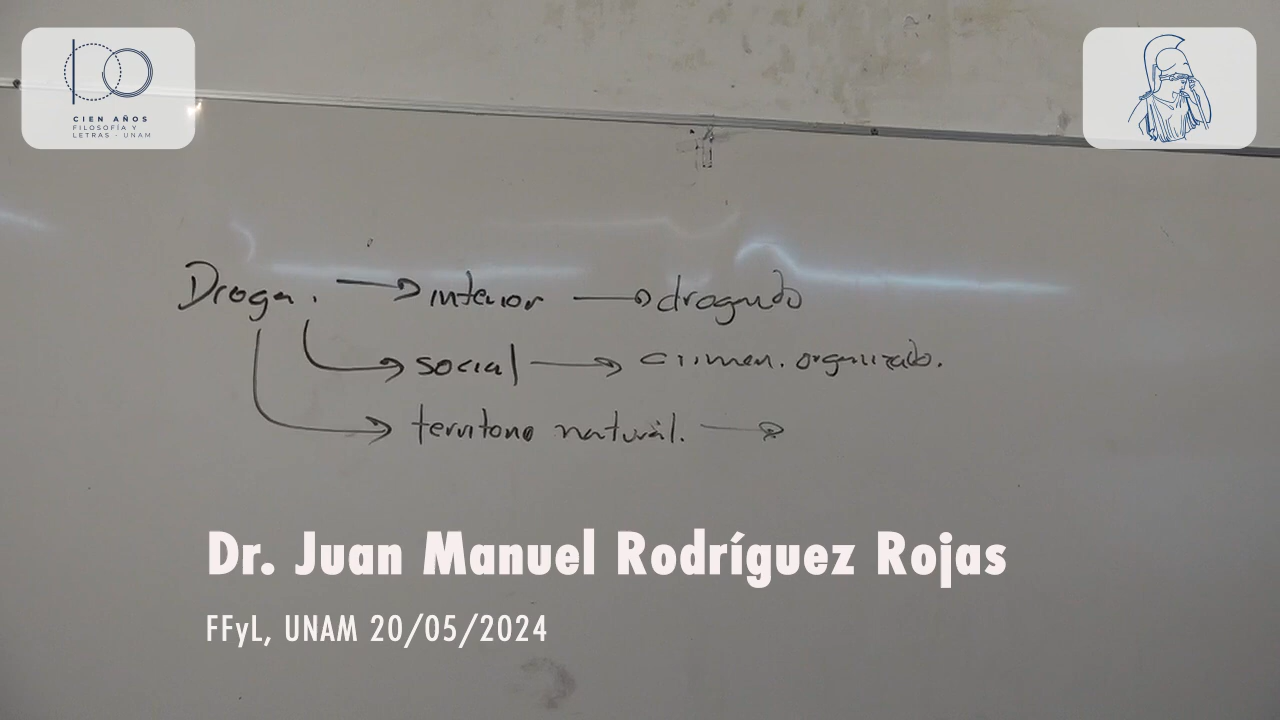 CIEN AÑOS
FILOSOFÍA Y
LETRAS - UNAM
Droga. → interior → drogando
social → crimen. organizado.
territorio natural. →
Dr. Juan Manuel Rodríguez Rojas
FFyL, UNAM 20/05/2024